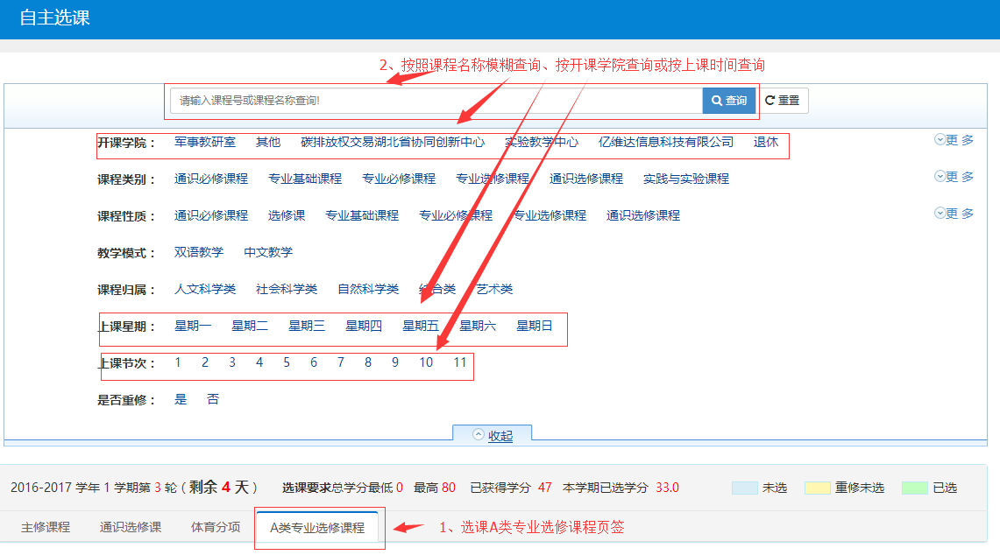 自主选课
2、按照课程名称模糊查询、按开课学院查询或按上课时间查询
请输入课程号或课程名称查询! 查询 重置
开课学院： 军事教研室 其他 碳排放权交易湖北省协同创新中心 实验教学中心 亿维达信息科技有限公司 退休 更多
课程类别： 通识必修课程 专业基础课程 专业必修课程 专业选修课程 通识选修课程 实践与实验课程 更多
课程性质： 通识必修课程 选修课 专业基础课程 专业必修课程 专业选修课程 通识选修课程 更多
教学模式： 双语教学 中文教学
课程归属： 人文科学类 社会科学类 自然科学类 综合类 艺术类
上课星期： 星期一 星期二 星期三 星期四 星期五 星期六 星期日
上课节次： 1 2 3 4 5 6 7 8 9 10 11
是否重修： 是 否
收起
2016-2017 学年 1 学期第 3 轮 ( 剩余 4 天 ) 选课要求总学分最低 0 最高 80 已获得学分 47 本学期已选学分 33.0 未选 重修未选 已选
主修课程 通识选修课 体育分项 A类专业选修课程 1、选课A类专业选修课程页签